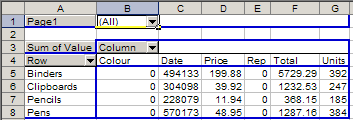 A B C D E F G
1 Page1 (All)
2
3 Sum of Value Column
4 Row Colour Date Price Rep Total Units
5 Binders 0 494133 199.88 0 5729.29 392
6 Clipboards 0 304098 39.92 0 1232.53 247
7 Pencils 0 228079 11.94 0 368.15 185
8 Pens 0 570173 48.95 0 1287.16 384